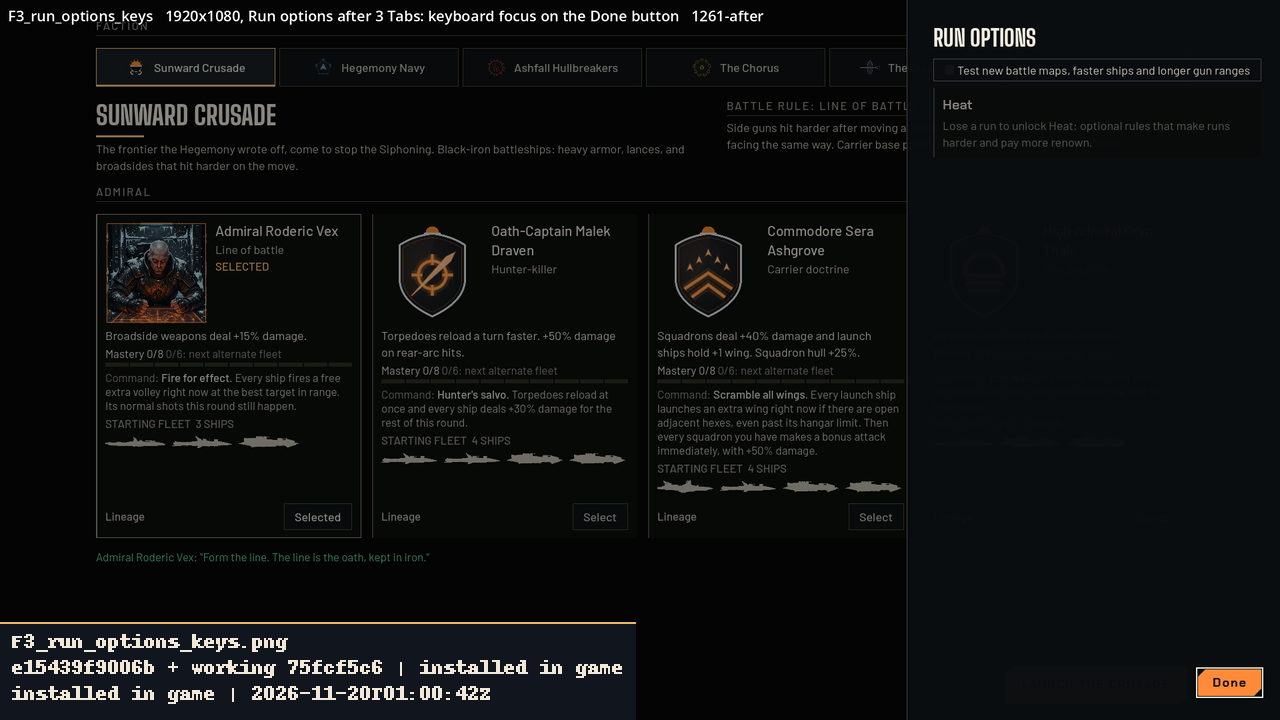 F3_run_options_keys 1920x1080, Run options after 3 Tabs: keyboard focus on the Done button 1261-after
FACTION
Sunward Crusade
Hegemony Navy
Ashfall Hullbreakers
The Chorus
The
SUNWARD CRUSADE
The frontier the Hegemony wrote off, come to stop the Siphoning. Black-iron battleships: heavy armor, lances, and
broadsides that hit harder on the move.
BATTLE RULE: LINE OF BATTL
Side guns hit harder after moving a
facing the same way. Carrier base p
ADMIRAL
Admiral Roderic Vex
Line of battle
SELECTED
Broadside weapons deal +15% damage.
Mastery 0/8 0/6: next alternate fleet
Command: Fire for effect. Every ship fires a free
extra volley right now at the best target in range.
Its normal shots this round still happen.
STARTING FLEET 3 SHIPS
Lineage
Selected
Oath-Captain Malek
Draven
Hunter-killer
Torpedoes reload a turn faster. +50% damage
on rear-arc hits.
Mastery 0/8 0/6: next alternate fleet
Command: Hunter's salvo. Torpedoes reload at
once and every ship deals +30% damage for the
rest of this round.
STARTING FLEET 4 SHIPS
Lineage
Select
Commodore Sera
Ashgrove
Carrier doctrine
Squadrons deal +40% damage and launch
ships hold +1 wing. Squadron hull +25%.
Mastery 0/8 0/6: next alternate fleet
Command: Scramble all wings. Every launch ship
launches an extra wing right now if there are open
adjacent hexes, even past its hangar limit. Then
every squadron you have makes a bonus attack
immediately, with +50% damage.
STARTING FLEET 4 SHIPS
Lineage
Select
Admiral Roderic Vex: "Form the line. The line is the oath, kept in iron."
RUN OPTIONS
Test new battle maps, faster ships and longer gun ranges
Heat
Lose a run to unlock Heat: optional rules that make runs
harder and pay more renown.
Done
F3_run_options_keys.png
e15439f9006b + working 75fcf5c6 | installed in game
installed in game | 2026-11-20T01:00:42Z